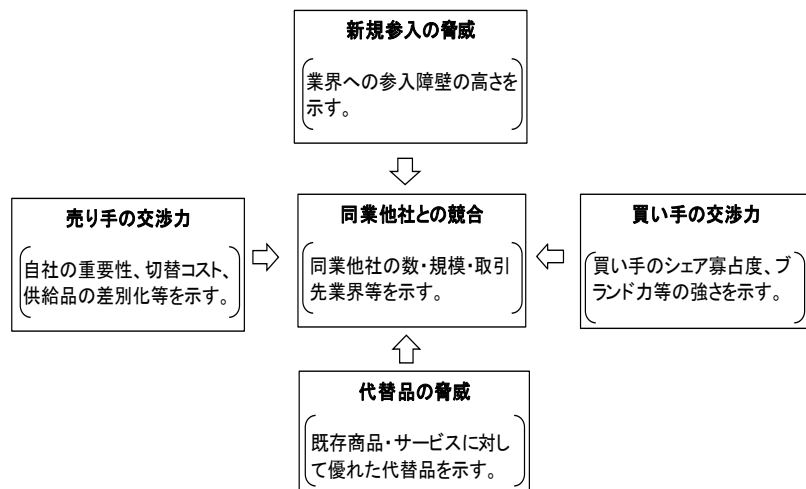 新規参入の脅威
業界への参入障壁の高さを
示す。
売り手の交渉力
自社の重要性、切替コスト、
供給品の差別化等を示す。
同業他社との競合
同業他社の数・規模・取引
先業界等を示す。
買い手の交渉力
買い手のシェア寡占度、ブ
ランド力等の強さを示す。
代替品の脅威
既存商品・サービスに対し
て優れた代替品を示す。